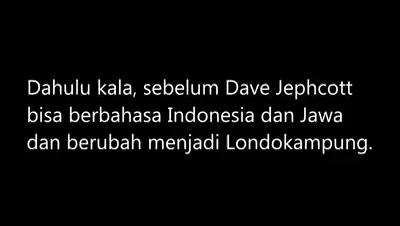 Dahulu kala, sebelum Dave Jephcott
bisa berbahasa Indonesia dan Jawa
dan berubah menjadi Londokampung.